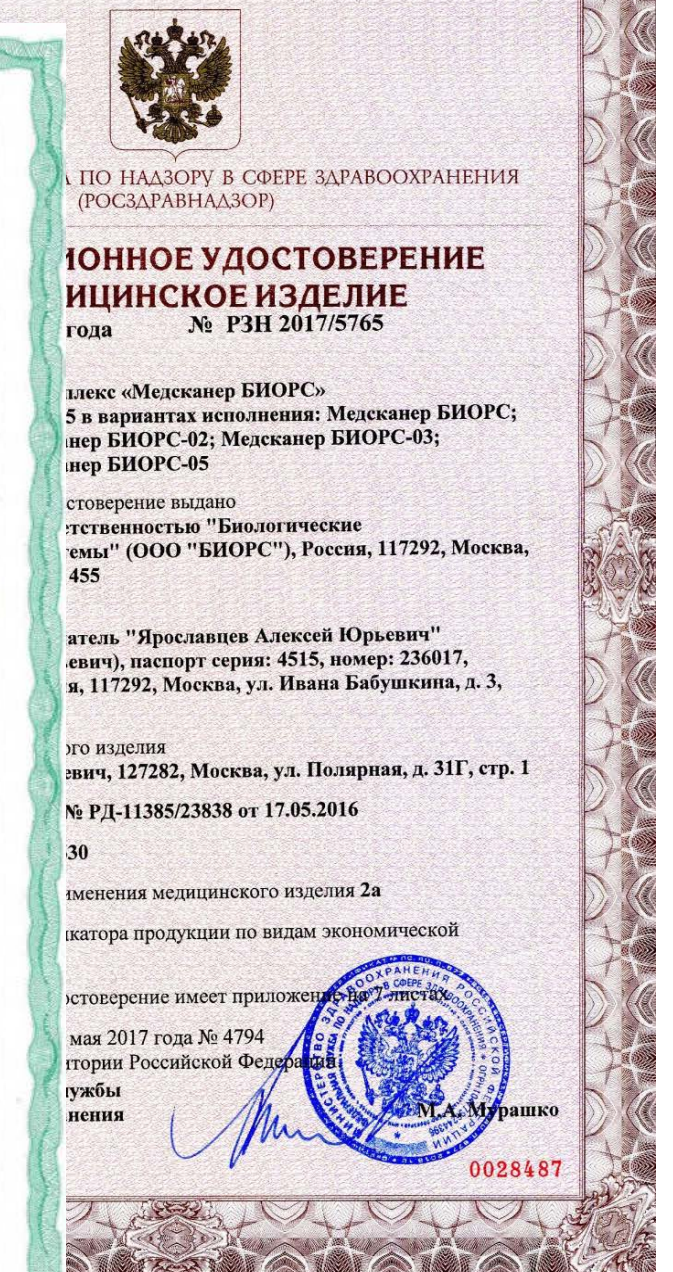 ПО НАДЗОРУ В СФЕРЕ ЗДРАВООХРАНЕНИЯ
(РОСЗДРАВНАДЗОР)
ИОННОЕ УДОСТОВЕРЕНИЕ
ИЦИНСКОЕ ИЗДЕЛИЕ
года № РЗН 2017/5765
плекс «Медсканер БИОРС»
5 в вариантах исполнения: Медсканер БИОРС;
нер БИОРС-02; Медсканер БИОРС-03;
нер БИОРС-05
стоверение выдано
етственностью "Биологические
емы" (ООО "БИОРС"), Россия, 117292, Москва,
455
атель "Ярославцев Алексей Юрьевич"
евич), паспорт серия: 4515, номер: 236017,
я, 117292, Москва, ул. Ивана Бабушкина, д. 3,
ого изделия
евич, 127282, Москва, ул. Полярная, д. 31Г, стр. 1
№ РД-11385/23838 от 17.05.2016
30
именения медицинского изделия 2а
икатора продукции по видам экономической
остоверение имеет приложение на 7 листах
мая 2017 года № 4794
итории Российской Федерации
лужбы
нения М.А. Мурашко
0028487